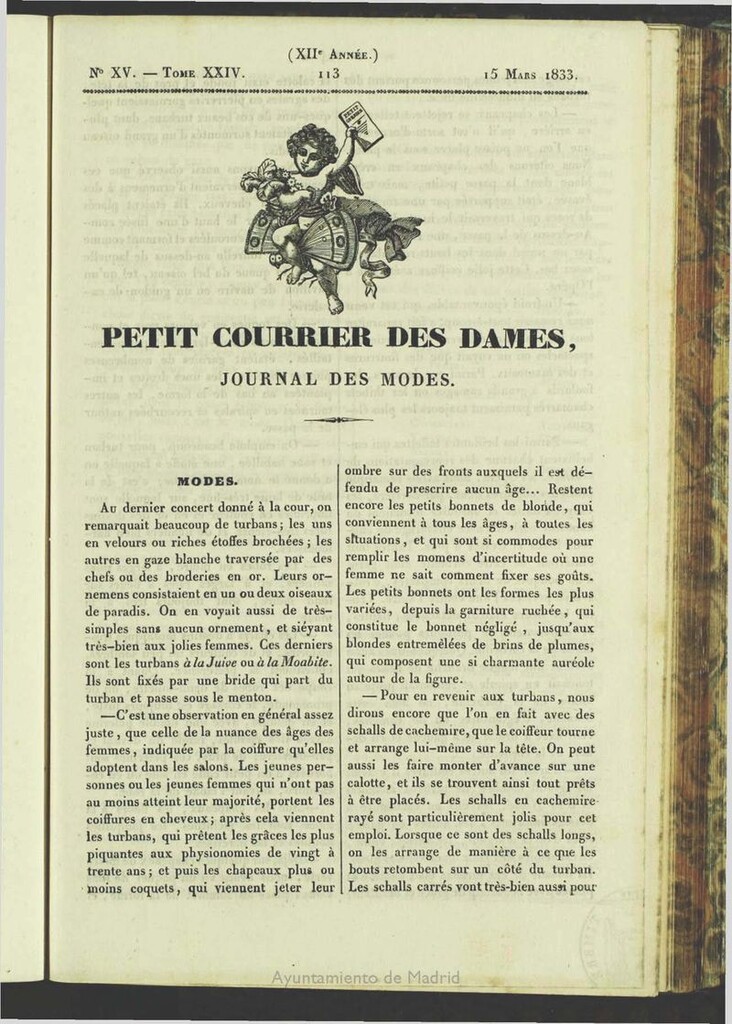 (XIIe Année.)
No XV. — Tome XXIV. 113 15 Mars 1833.
PETIT COURRIER DES DAMES,
JOURNAL DES MODES.
MODES.
Au dernier concert donné à la cour, on
remarquait beaucoup de turbans; les uns
en velours ou riches étoffes brochées; les
autres en gaze blanche traversée par des
chefs ou des broderies en or. Leurs or-
nemens consistaient en un ou deux oiseaux
de paradis. On en voyait aussi de très-
simples sans aucun ornement, et siéyant
très-bien aux jolies femmes. Ces derniers
sont les turbans à la Juive ou à la Moabite.
Ils sont fixés par une bride qui part du
turban et passe sous le menton.
—C'est une observation en général assez
juste, que celle de la nuance des âges des
femmes, indiquée par la coiffure qu'elles
adoptent dans les salons. Les jeunes per-
sonnes ou les jeunes femmes qui n'ont pas
au moins atteint leur majorité, portent les
coiffures en cheveux; après cela viennent
les turbans, qui prêtent les grâces les plus
piquantes aux physionomies de vingt à
trente ans; et puis les chapeaux plus ou
moins coquets, qui viennent jeter leur
ombre sur des fronts auxquels il est dé-
fendu de prescrire aucun âge... Restent
encore les petits bonnets de blonde, qui
conviennent à tous les âges, à toutes les
situations, et qui sont si commodes pour
remplir les momens d'incertitude où une
femme ne sait comment fixer ses goûts.
Les petits bonnets ont les formes les plus
variées, depuis la garniture ruchée, qui
constitue le bonnet négligé, jusqu'aux
blondes entremêlées de brins de plumes,
qui composent une si charmante auréole
autour de la figure.
—Pour en revenir aux turbans, nous
dirons encore que l'on en fait avec des
schalls de cachemire, que le coiffeur tourne
et arrange lui-même sur la tête. On peut
aussi les faire monter d'avance sur une
calotte, et ils se trouvent ainsi tout prêts
à être placés. Les schalls en cachemire
rayé sont particulièrement jolis pour cet
emploi. Lorsque ce sont des schalls longs,
on les arrange de manière à ce que les
bouts retombent sur un côté du turban.
Les schalls carrés vont très-bien aussi pour
Ayuntamiento de Madrid